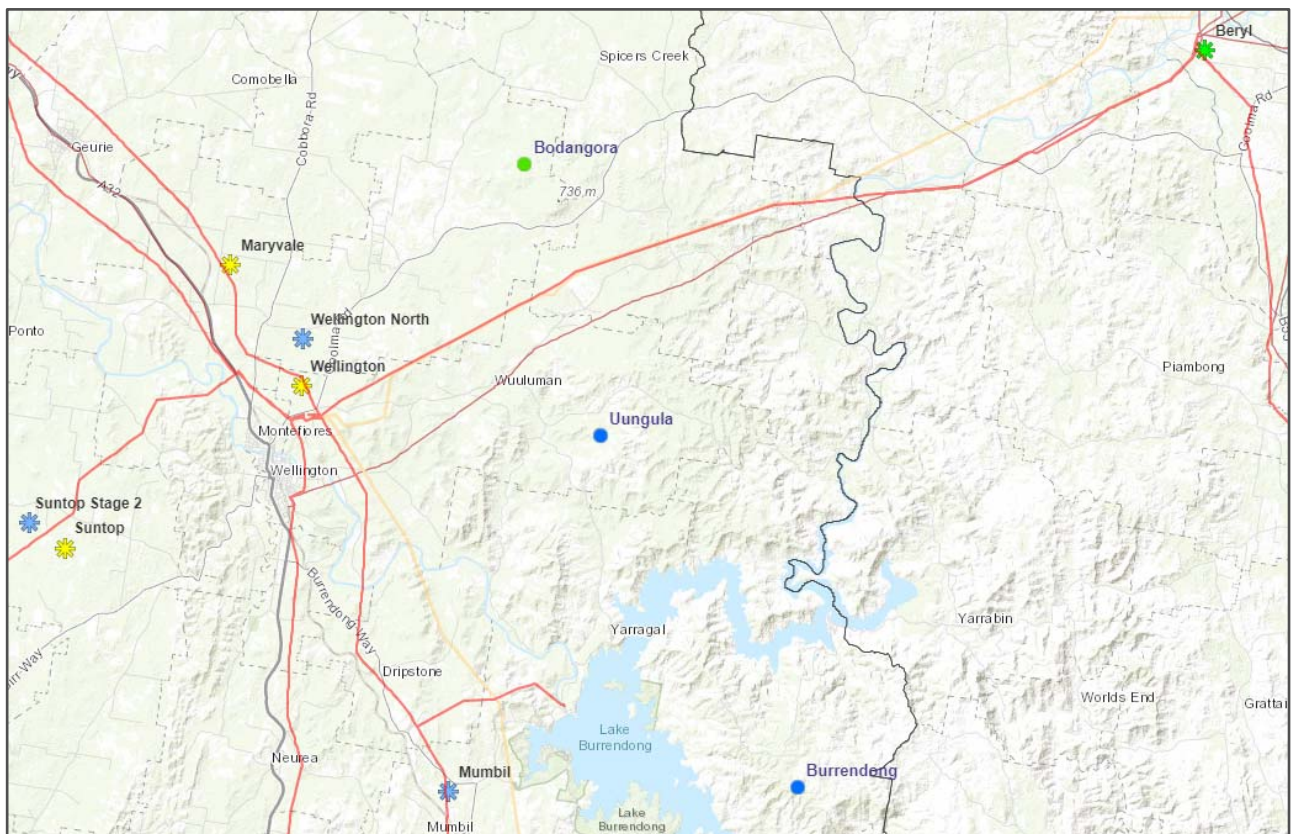 Beryl
Spicers Creek
Comobella
Cobbora Rd
Goolma Rd
Geurie
A32
Bodangora
736 m
Maryvale
Ponto
Wellington North
Wellington
Wuuluman
Piambong
Uungula
Montefiores
Wellington
Suntop Stage 2
Suntop
Burrendong Way
Yarragal
Yarrabin
Dripstone
Worlds End
Grattai
Lake
Burrendong
Neurea
Mumbil
Burrendong
Mumbil
Lake
Burrendong